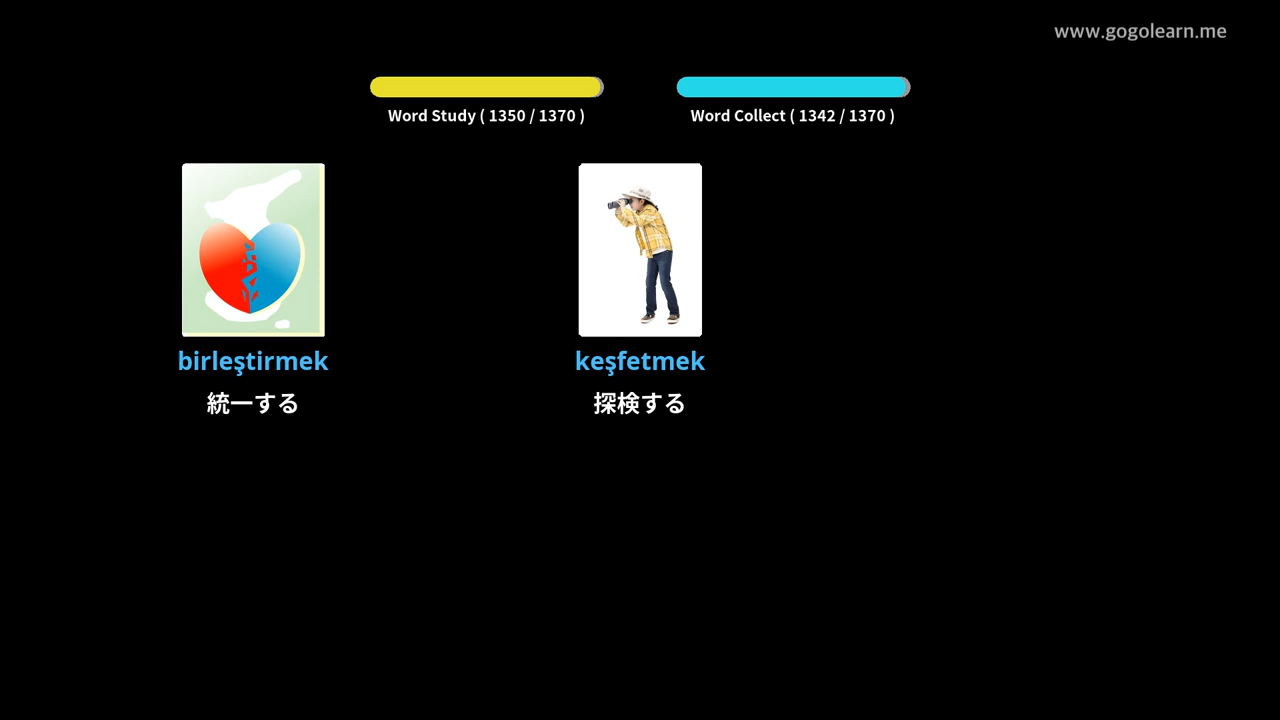 www.gogolearn.me
Word Study ( 1350 / 1370 )
Word Collect ( 1342 / 1370 )
birleştirmek
統一する
keşfetmek
探検する